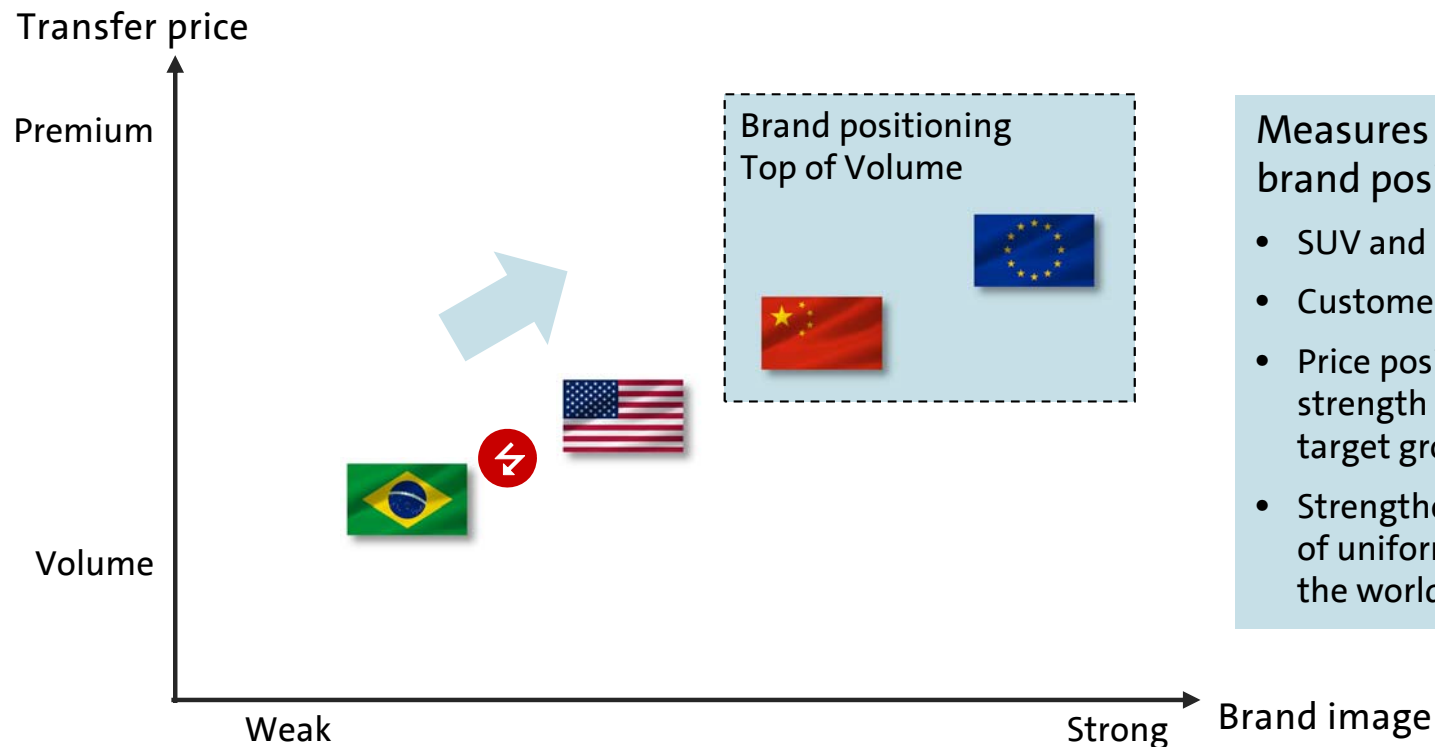 Transfer price
Premium
Volume
Brand positioning
Top of Volume
Measures
brand pos
• SUV and
• Custome
• Price pos
strength
target gro
• Strengthe
of uniform
the world
Weak
Strong
Brand image